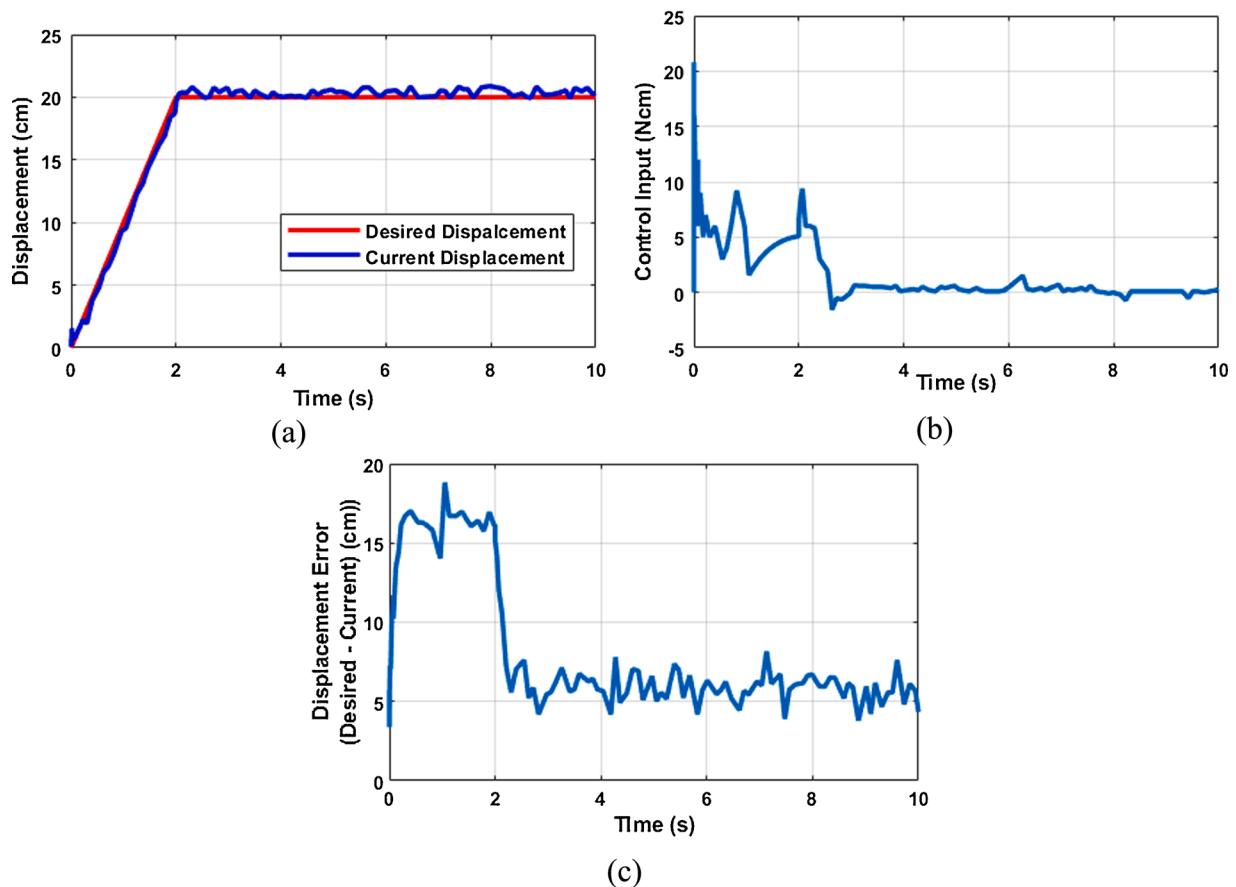 25
20
15
10
5
0
Displacement (cm)
Desired Dispalcement
Current Displacement
0 2 4 6 8 10
Time (s)
(a)
25
20
15
10
5
0
-5
Control Input (Ncm)
0 2 4 6 8 10
Time (s)
(b)
20
15
10
5
0
Displacement Error
(Desired - Current) (cm))
0 2 4 6 8 10
TIme (s)
(c)